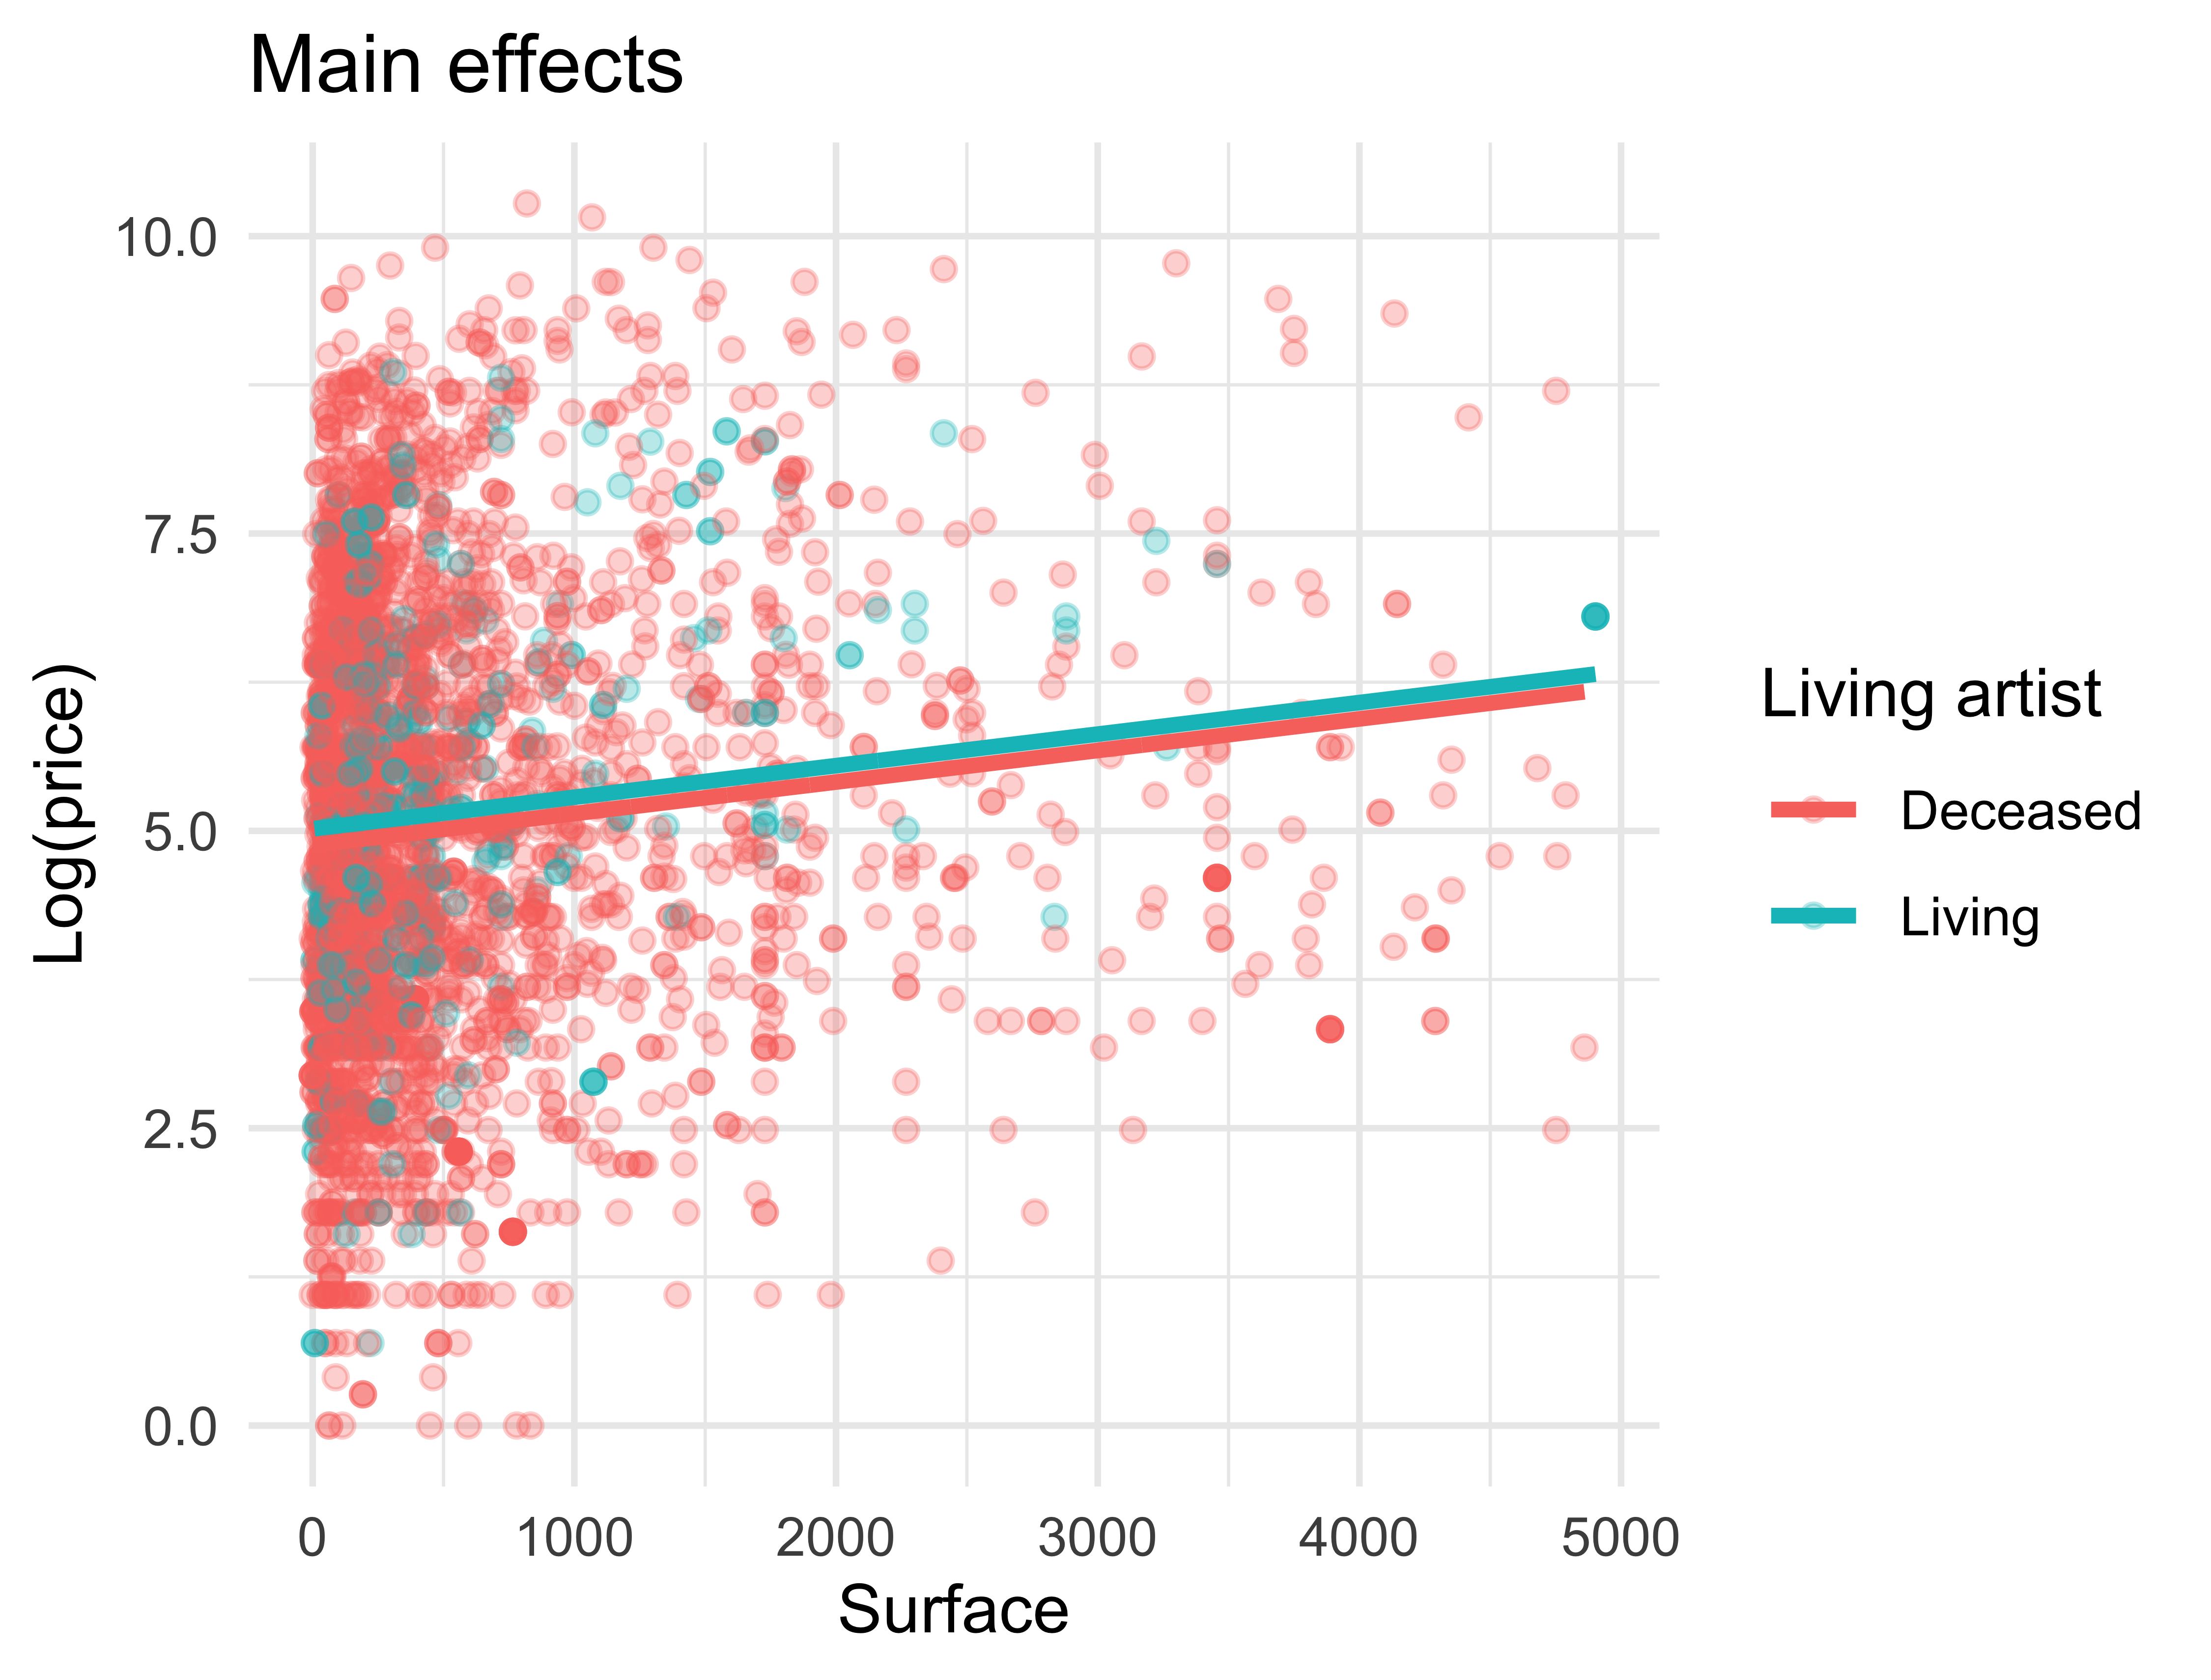 Main effects
Log(price)
10.0
7.5
5.0
2.5
0.0
0 1000 2000 3000 4000 5000
Surface
Living artist
Deceased
Living